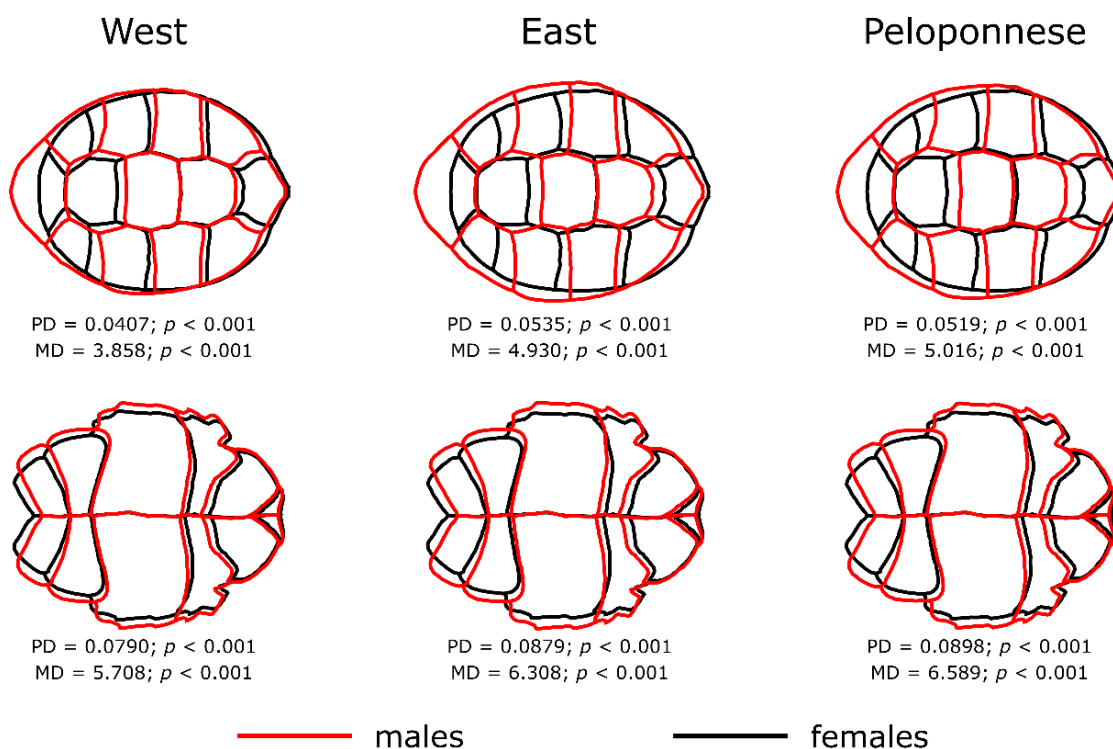 West East Peloponnese
PD = 0.0407; p < 0.001 PD = 0.0535; p < 0.001 PD = 0.0519; p < 0.001
MD = 3.858; p < 0.001 MD = 4.930; p < 0.001 MD = 5.016; p < 0.001
PD = 0.0790; p < 0.001 PD = 0.0879; p < 0.001 PD = 0.0898; p < 0.001
MD = 5.708; p < 0.001 MD = 6.308; p < 0.001 MD = 6.589; p < 0.001
males females